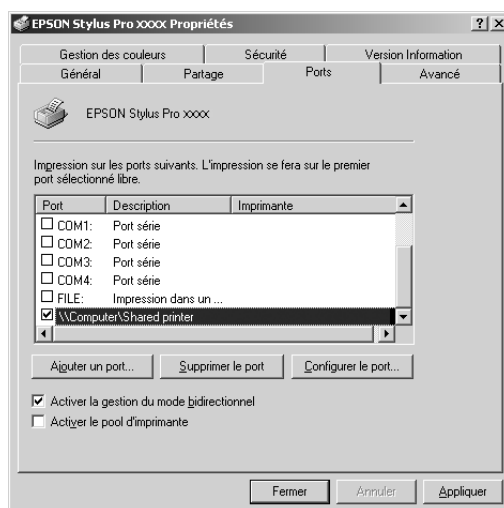 EPSON Stylus Pro XXXX Propriétés
Gestion des couleurs Sécurité Version Information
Général Partage Ports Avancé
EPSON Stylus Pro xxxx
Impression sur les ports suivants. L'impression se fera sur le premier
port sélectionné libre.
Port Description Imprimante
COM1: Port série
COM2: Port série
COM3: Port série
COM4: Port série
FILE: Impression dans un ...
\\Computer\Shared printer
Ajouter un port... Supprimer le port Configurer le port...
Activer la gestion du mode bidirectionnel
Activer le pool d'imprimante
Fermer Annuler Appliquer